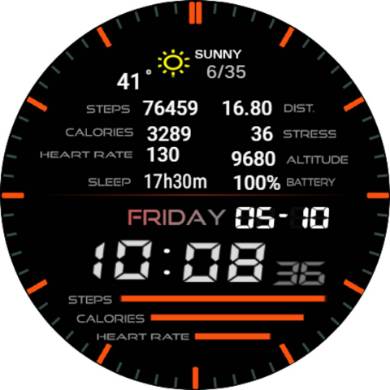 SUNNY
41° 6/35
STEPS 76459 16.80 DIST.
CALORIES 3289 36 STRESS
HEART RATE 130 9680 ALTITUDE
SLEEP 17h30m 100% BATTERY
FRIDAY 05-10
10:08 36
STEPS
CALORIES
HEART RATE